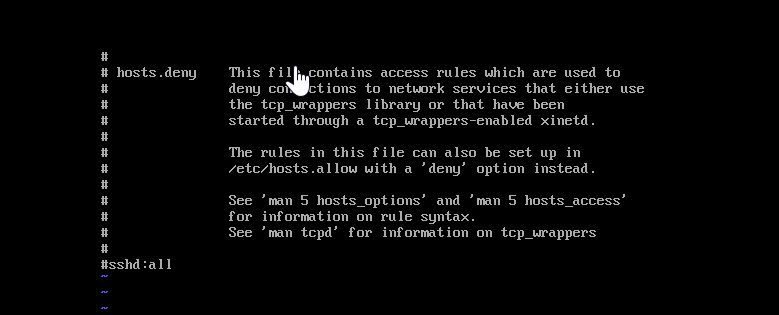 #
# hosts.deny    This file contains access rules which are used to
#               deny connections to network services that either use
#               the tcp_wrappers library or that have been
#               started through a tcp_wrappers-enabled xinetd.
#
#               The rules in this file can also be set up in
#               /etc/hosts.allow with a 'deny' option instead.
#
#               See 'man 5 hosts_options' and 'man 5 hosts_access'
#               for information on rule syntax.
#               See 'man tcpd' for information on tcp_wrappers
#
#sshd:all
~
~
~